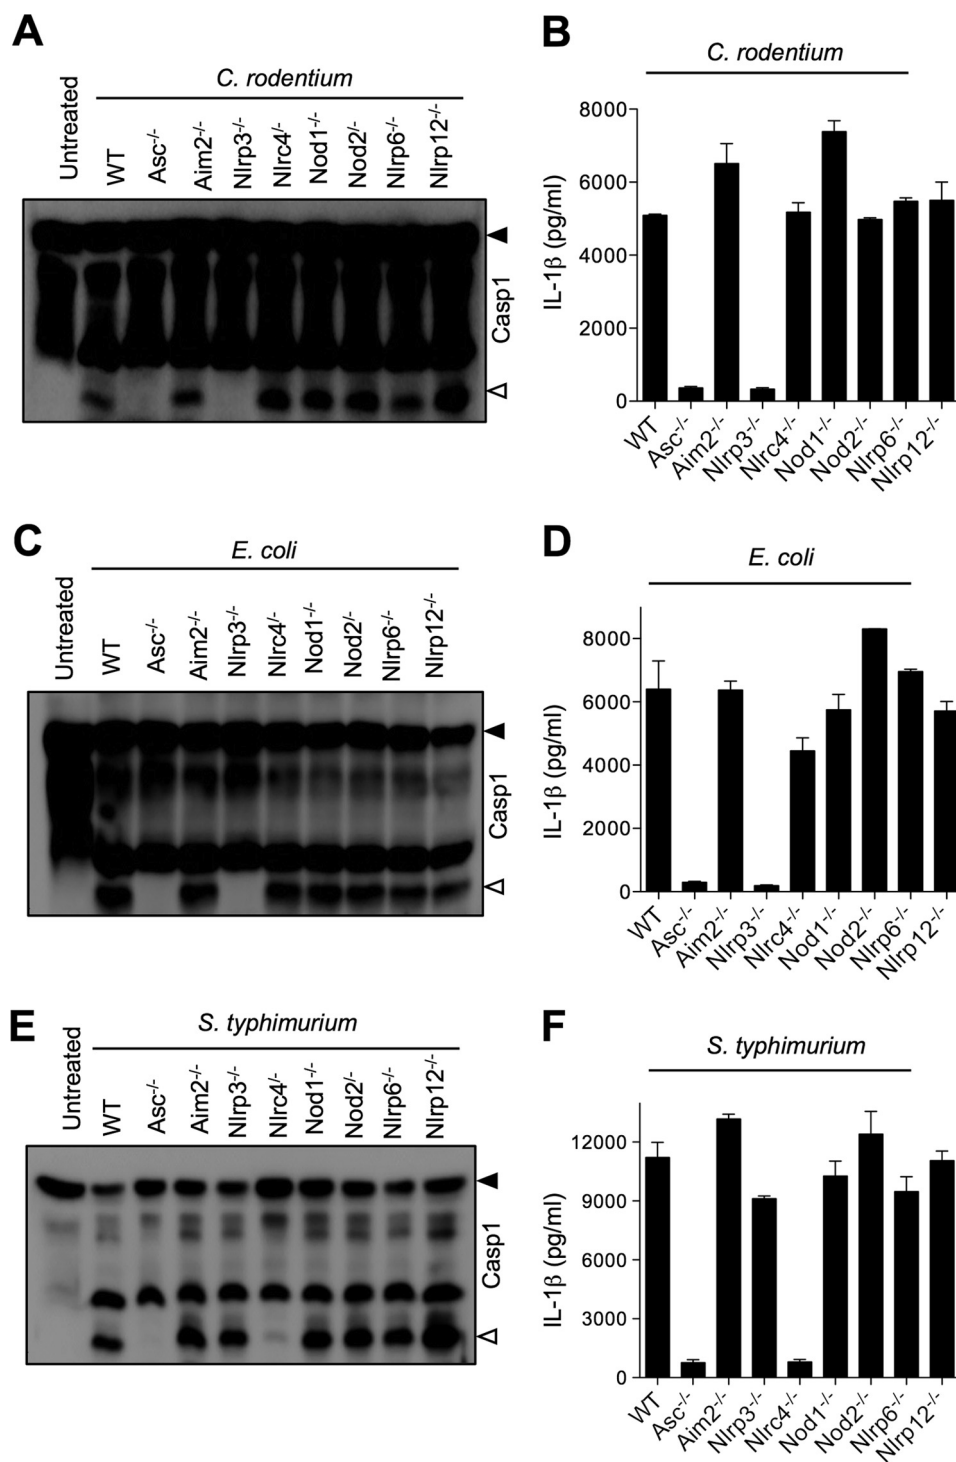 A
C. rodentium
Untreated
WT
Asc-/-
Aim2-/-
Nlrp3-/-
Nlrc4/-
Nod1-/-
Nod2/-
Nlrp6-/-
Nlrp12-/-
Casp1
B
C. rodentium
IL-1β (pg/ml)
8000
6000
4000
2000
0
WT
Asc-/-
Aim2-/-
Nlrp3-/-
Nlrc4-/-
Nod1-/-
Nod2-/-
Nlrp6-/-
Nlrp12-/-
C
E. coli
Untreated
WT
Asc-/-
Aim2-/-
Nlrp3-/-
Nlrc4/-
Nod1-/-
Nod2/-
Nlrp6-/-
Nlrp12-/-
Casp1
D
E. coli
IL-1β (pg/ml)
8000
6000
4000
2000
0
WT
Asc-/-
Aim2-/-
Nlrp3-/-
Nlrc4-/-
Nod1-/-
Nod2-/-
Nlrp6-/-
Nlrp12-/-
E
S. typhimurium
Untreated
WT
Asc-/-
Aim2-/-
Nlrp3-/-
Nlrc4/-
Nod1-/-
Nod2/-
Nlrp6-/-
Nlrp12-/-
Casp1
F
S. typhimurium
IL-1β (pg/ml)
12000
9000
6000
3000
0
WT
Asc-/-
Aim2-/-
Nlrp3-/-
Nlrc4-/-
Nod1-/-
Nod2-/-
Nlrp6-/-
Nlrp12-/-